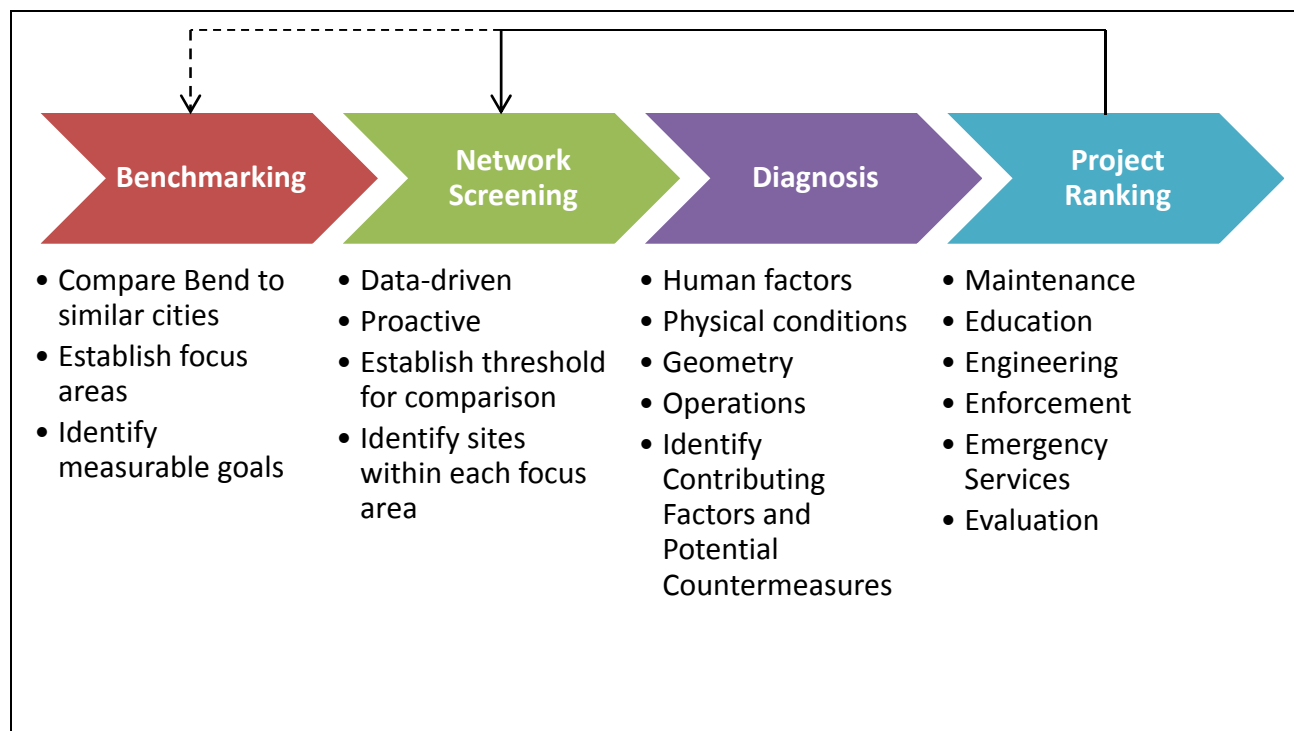 Benchmarking
• Compare Bend to
similar cities
• Establish focus
areas
• Identify
measurable goals
Network
Screening
• Data-driven
• Proactive
• Establish threshold
for comparison
• Identify sites
within each focus
area
Diagnosis
• Human factors
• Physical conditions
• Geometry
• Operations
• Identify
Contributing
Factors and
Potential
Countermeasures
Project
Ranking
• Maintenance
• Education
• Engineering
• Enforcement
• Emergency
Services
• Evaluation